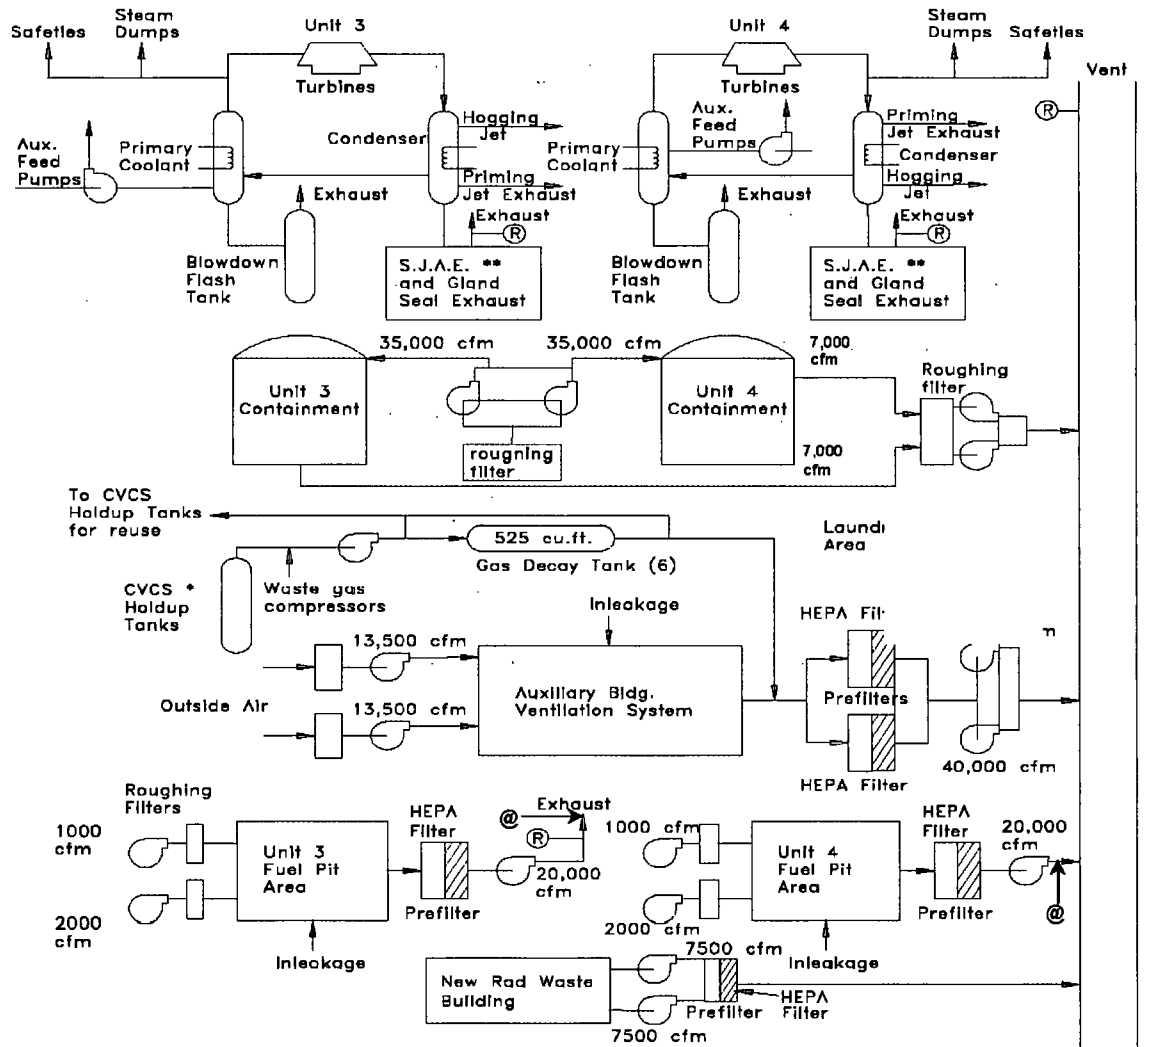 Safeties
Steam
Dumps
Unit 3
Turbines
Unit 4
Turbines
Steam
Dumps
Safeties
Vent
R
Aux.
Feed
Pumps
Primary
Coolant
Condenser
Hogging
Jet
Priming
Jet Exhaust
Exhaust
Exhaust
R
Blowdown
Flash
Tank
S.J.A.E. **
and Gland
Seal Exhaust
Primary
Coolant
Aux.
Feed
Pumps
Priming
Jet Exhaust
Condenser
Hogging
Jet
Exhaust
Exhaust
R
Blowdown
Flash
Tank
S.J.A.E. **
and Gland
Seal Exhaust
35,000 cfm
35,000 cfm
7,000
cfm
Unit 3
Containment
Unit 4
Containment
Roughing
filter
rougning
filter
7,000
cfm
To CVCS
Holdup Tanks
for reuse
525 cu.ft.
Gas Decay Tank (6)
Laundi
Area
CVCS *
Holdup
Tanks
Waste gas
compressors
Inleakage
HEPA Fil
13,500 cfm
Outside Air
13,500 cfm
Auxiliary Bldg.
Ventilation System
Prefilters
HEPA Filter
40,000 cfm
Roughing
Filters
1000
cfm
2000
cfm
Unit 3
Fuel Pit
Area
HEPA
Filter
Prefilter
Exhaust
@
R
20,000
cfm
Inleakage
1000 cfm
2000 cfm
Unit 4
Fuel Pit
Area
HEPA
Filter
Prefilter
20,000
cfm
@
Inleakage
New Rad Waste
Building
7500 cfm
7500 cfm
Prefilter
HEPA
Filter